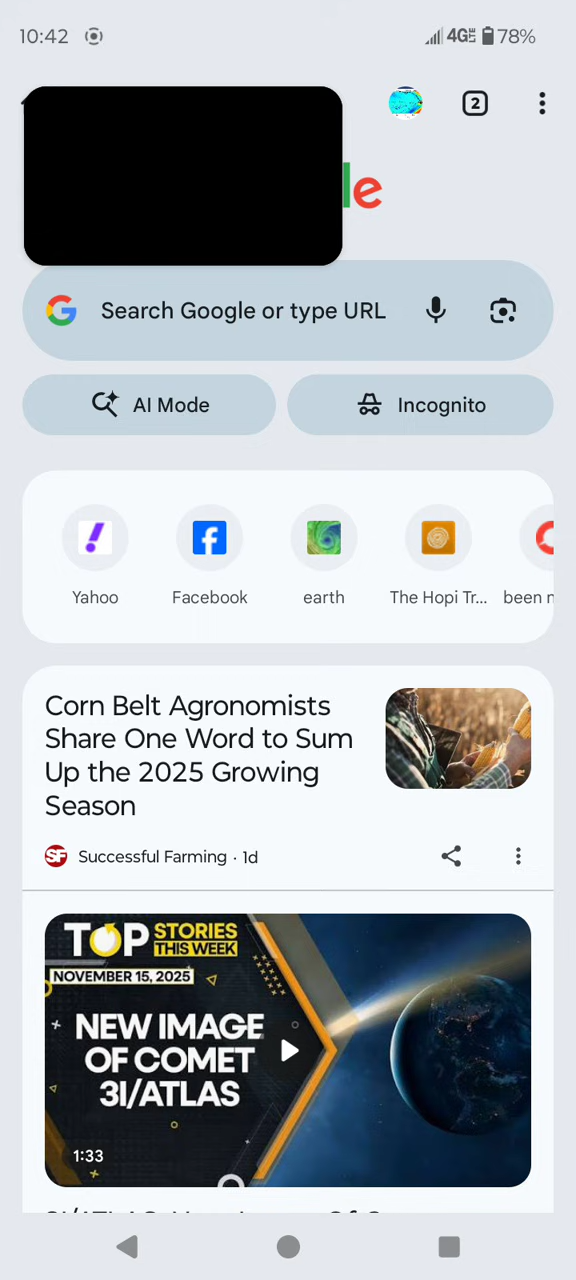 10:42 4G LTE 78%
2
le
Search Google or type URL
AI Mode Incognito
Yahoo Facebook earth The Hopi Tr... been
Corn Belt Agronomists
Share One Word to Sum
Up the 2025 Growing
Season
SF Successful Farming · 1d
TOP STORIES
THIS WEEK
NOVEMBER 15, 2025
NEW IMAGE
OF COMET
3I/ATLAS
1:33